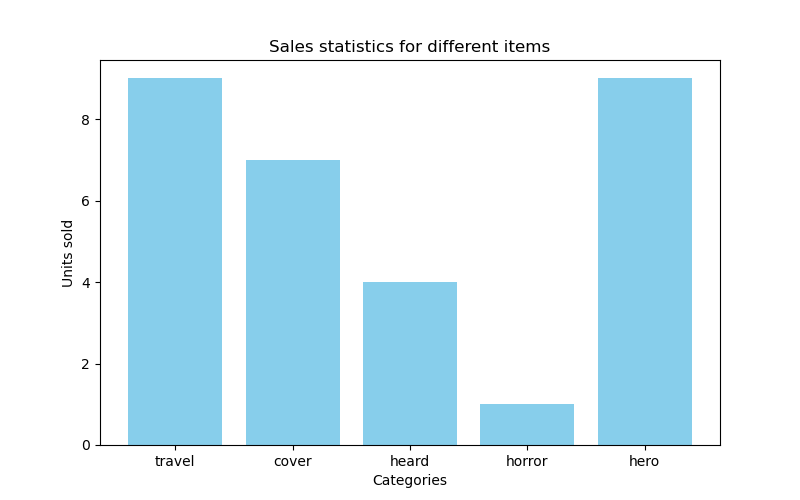 Sales statistics for different items
Units sold
8
6
4
2
0
travel cover heard horror hero
Categories